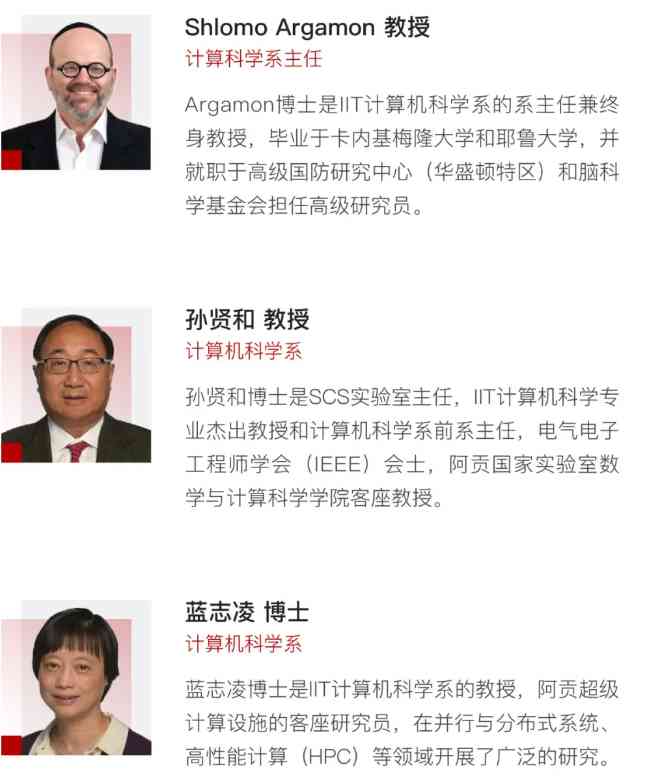 Shlomo Argamon 教授
计算科学系主任
Argamon博士是IIT计算机科学系的系主任兼终
身教授，毕业于卡内基梅隆大学和耶鲁大学，并
就职于高级国防研究中心（华盛顿特区）和脑科
学基金会担任高级研究员。
孙贤和 教授
计算机科学系
孙贤和博士是SCS实验室主任，IIT计算机科学专
业杰出教授和计算机科学系前系主任，电气电子
工程师学会（IEEE）会士，阿贡国家实验室数
学与计算科学学院客座教授。
蓝志凌 博士
计算机科学系
蓝志凌博士是IIT计算机科学系的教授，阿贡超级
计算设施的客座研究员，在并行与分布式系统、
高性能计算（HPC）等领域开展了广泛的研究。